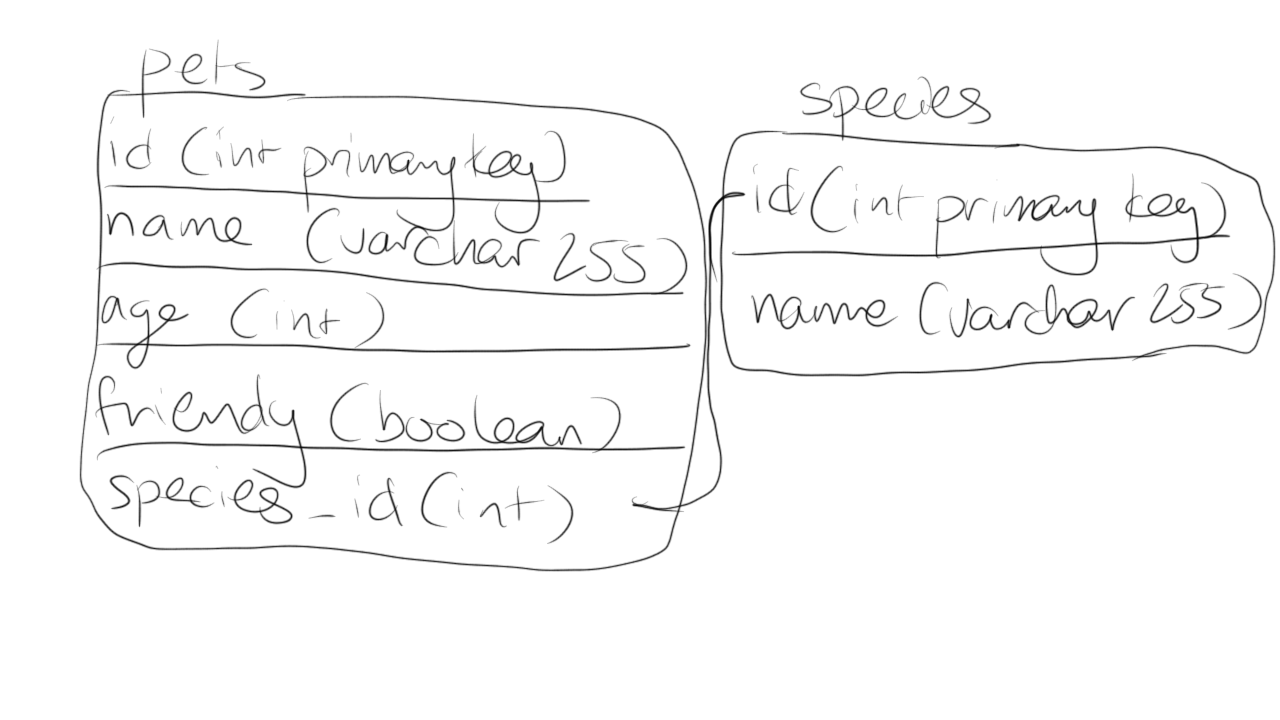 pets
id (int primary key)
name (varchar 255)
age (int)
friendy (boolean)
species_id (int)
species
id (int primary key)
name (varchar 255)